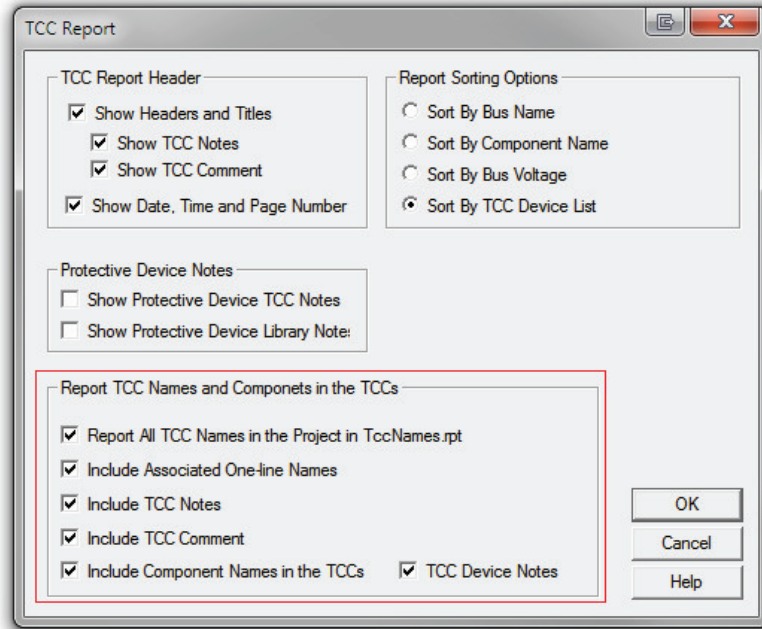 TCC Report
TCC Report Header
Show Headers and Titles
Show TCC Notes
Show TCC Comment
Show Date, Time and Page Number
Report Sorting Options
Sort By Bus Name
Sort By Component Name
Sort By Bus Voltage
Sort By TCC Device List
Protective Device Notes
Show Protective Device TCC Notes
Show Protective Device Library Notes
Report TCC Names and Componets in the TCCs
Report All TCC Names in the Project in TccNames.rpt
Include Associated One-line Names
Include TCC Notes
Include TCC Comment
Include Component Names in the TCCs
TCC Device Notes
OK
Cancel
Help